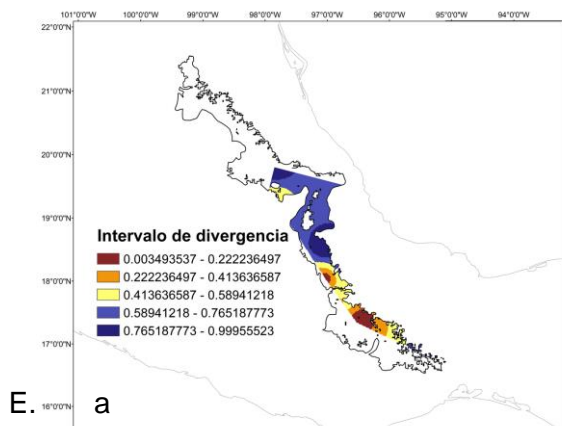 101°0'0"O 100°0'0"O 99°0'0"O 98°0'0"O 97°0'0"O 96°0'0"O 95°0'0"O 94°0'0"O
22°0'0"N
21°0'0"N
20°0'0"N
19°0'0"N
Intervalo de divergencia
0.003493537 - 0.222236497
0.222236497 - 0.413636587
0.413636587 - 0.58941218
0.58941218 - 0.765187773
0.765187773 - 0.99955523
18°0'0"N
17°0'0"N
16°0'0"N
E. a